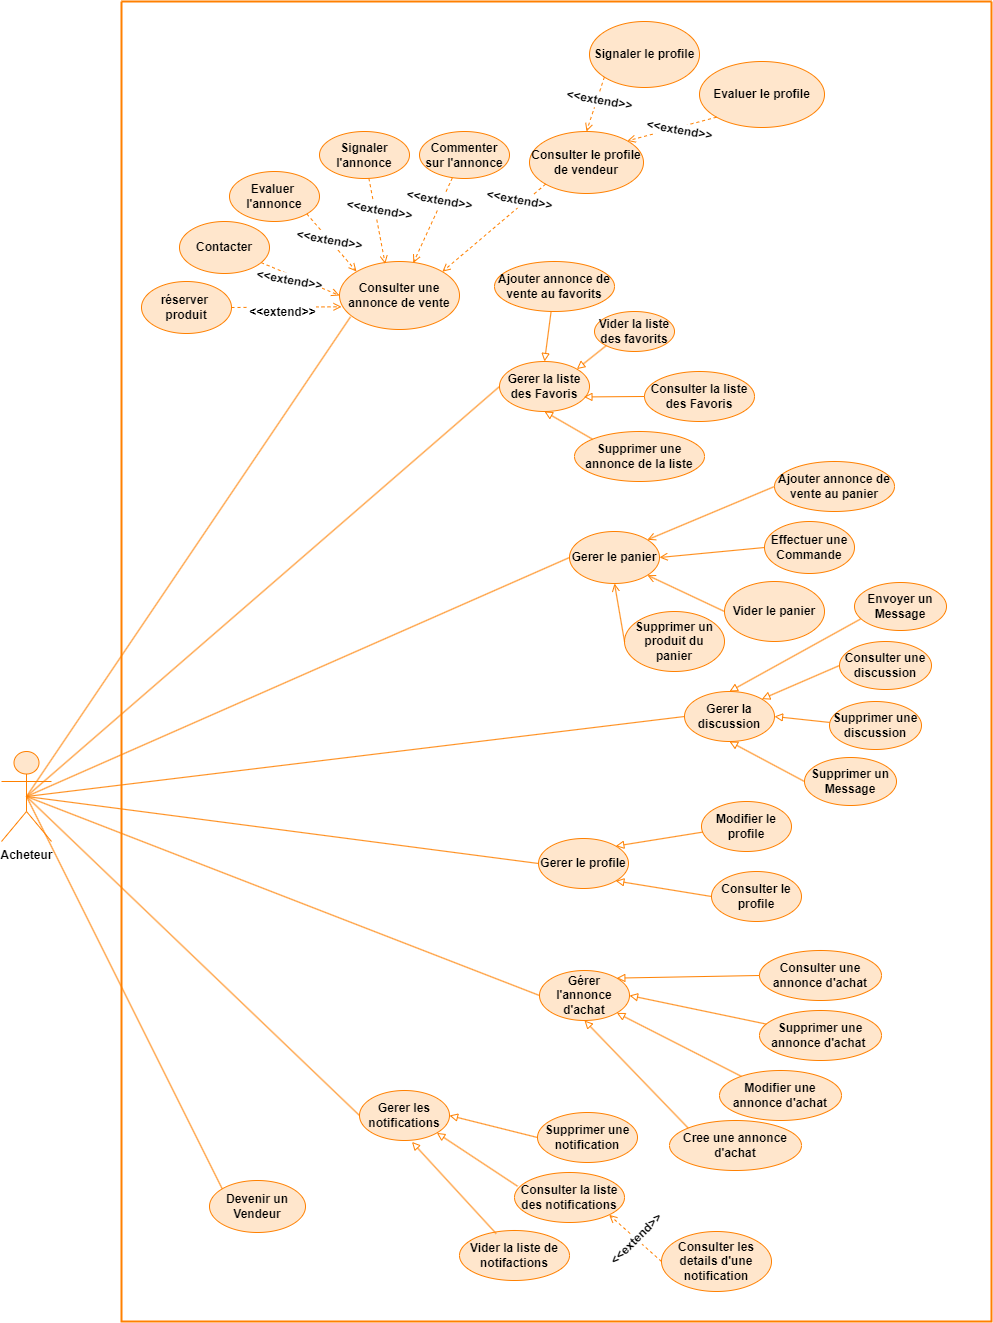 Signaler le profile
Evaluer le profile
<<extend>>
<<extend>>
Signaler
l'annonce
Commenter
sur l'annonce
Consulter le profile
de vendeur
Evaluer
l'annonce
<<extend>>
<<extend>>
<<extend>>
Contacter
<<extend>>
<<extend>>
réserver
produit
<<extend>>
Consulter une
annonce de vente
Ajouter annonce de
vente au favorits
Vider la liste
des favorits
Gerer la liste
des Favoris
Consulter la liste
des Favoris
Supprimer une
annonce de la liste
Ajouter annonce de
vente au panier
Effectuer une
Commande
Gerer le panier
Vider le panier
Supprimer un
produit du
panier
Envoyer un
Message
Consulter une
discussion
Gerer la
discussion
Supprimer une
discussion
Supprimer un
Message
Acheteur
Modifier le
profile
Gerer le profile
Consulter le
profile
Consulter une
annonce d'achat
Gérer
l'annonce
d'achat
Supprimer une
annonce d'achat
Modifier une
annonce d'achat
Cree une annonce
d'achat
Gerer les
notifications
Supprimer une
notification
Consulter la liste
des notifications
Devenir un
Vendeur
<<extend>>
Vider la liste de
notifactions
Consulter les
details d'une
notification